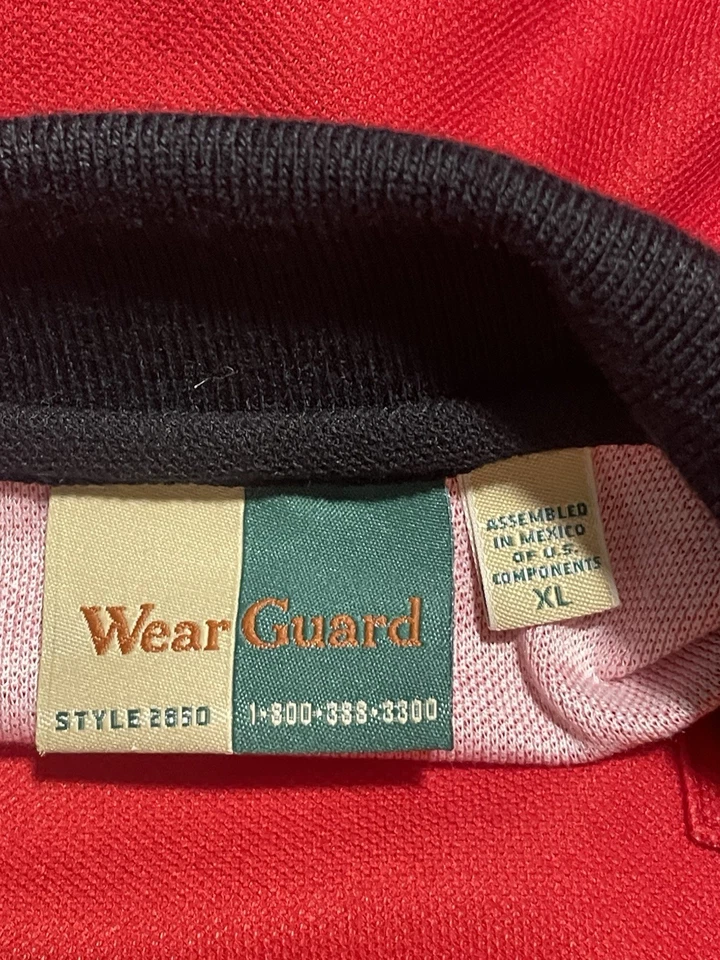 Wear Guard
STYLE 2850 1•800•388•3300
ASSEMBLED
IN MEXICO
OF U.S.
COMPONENTS
XL